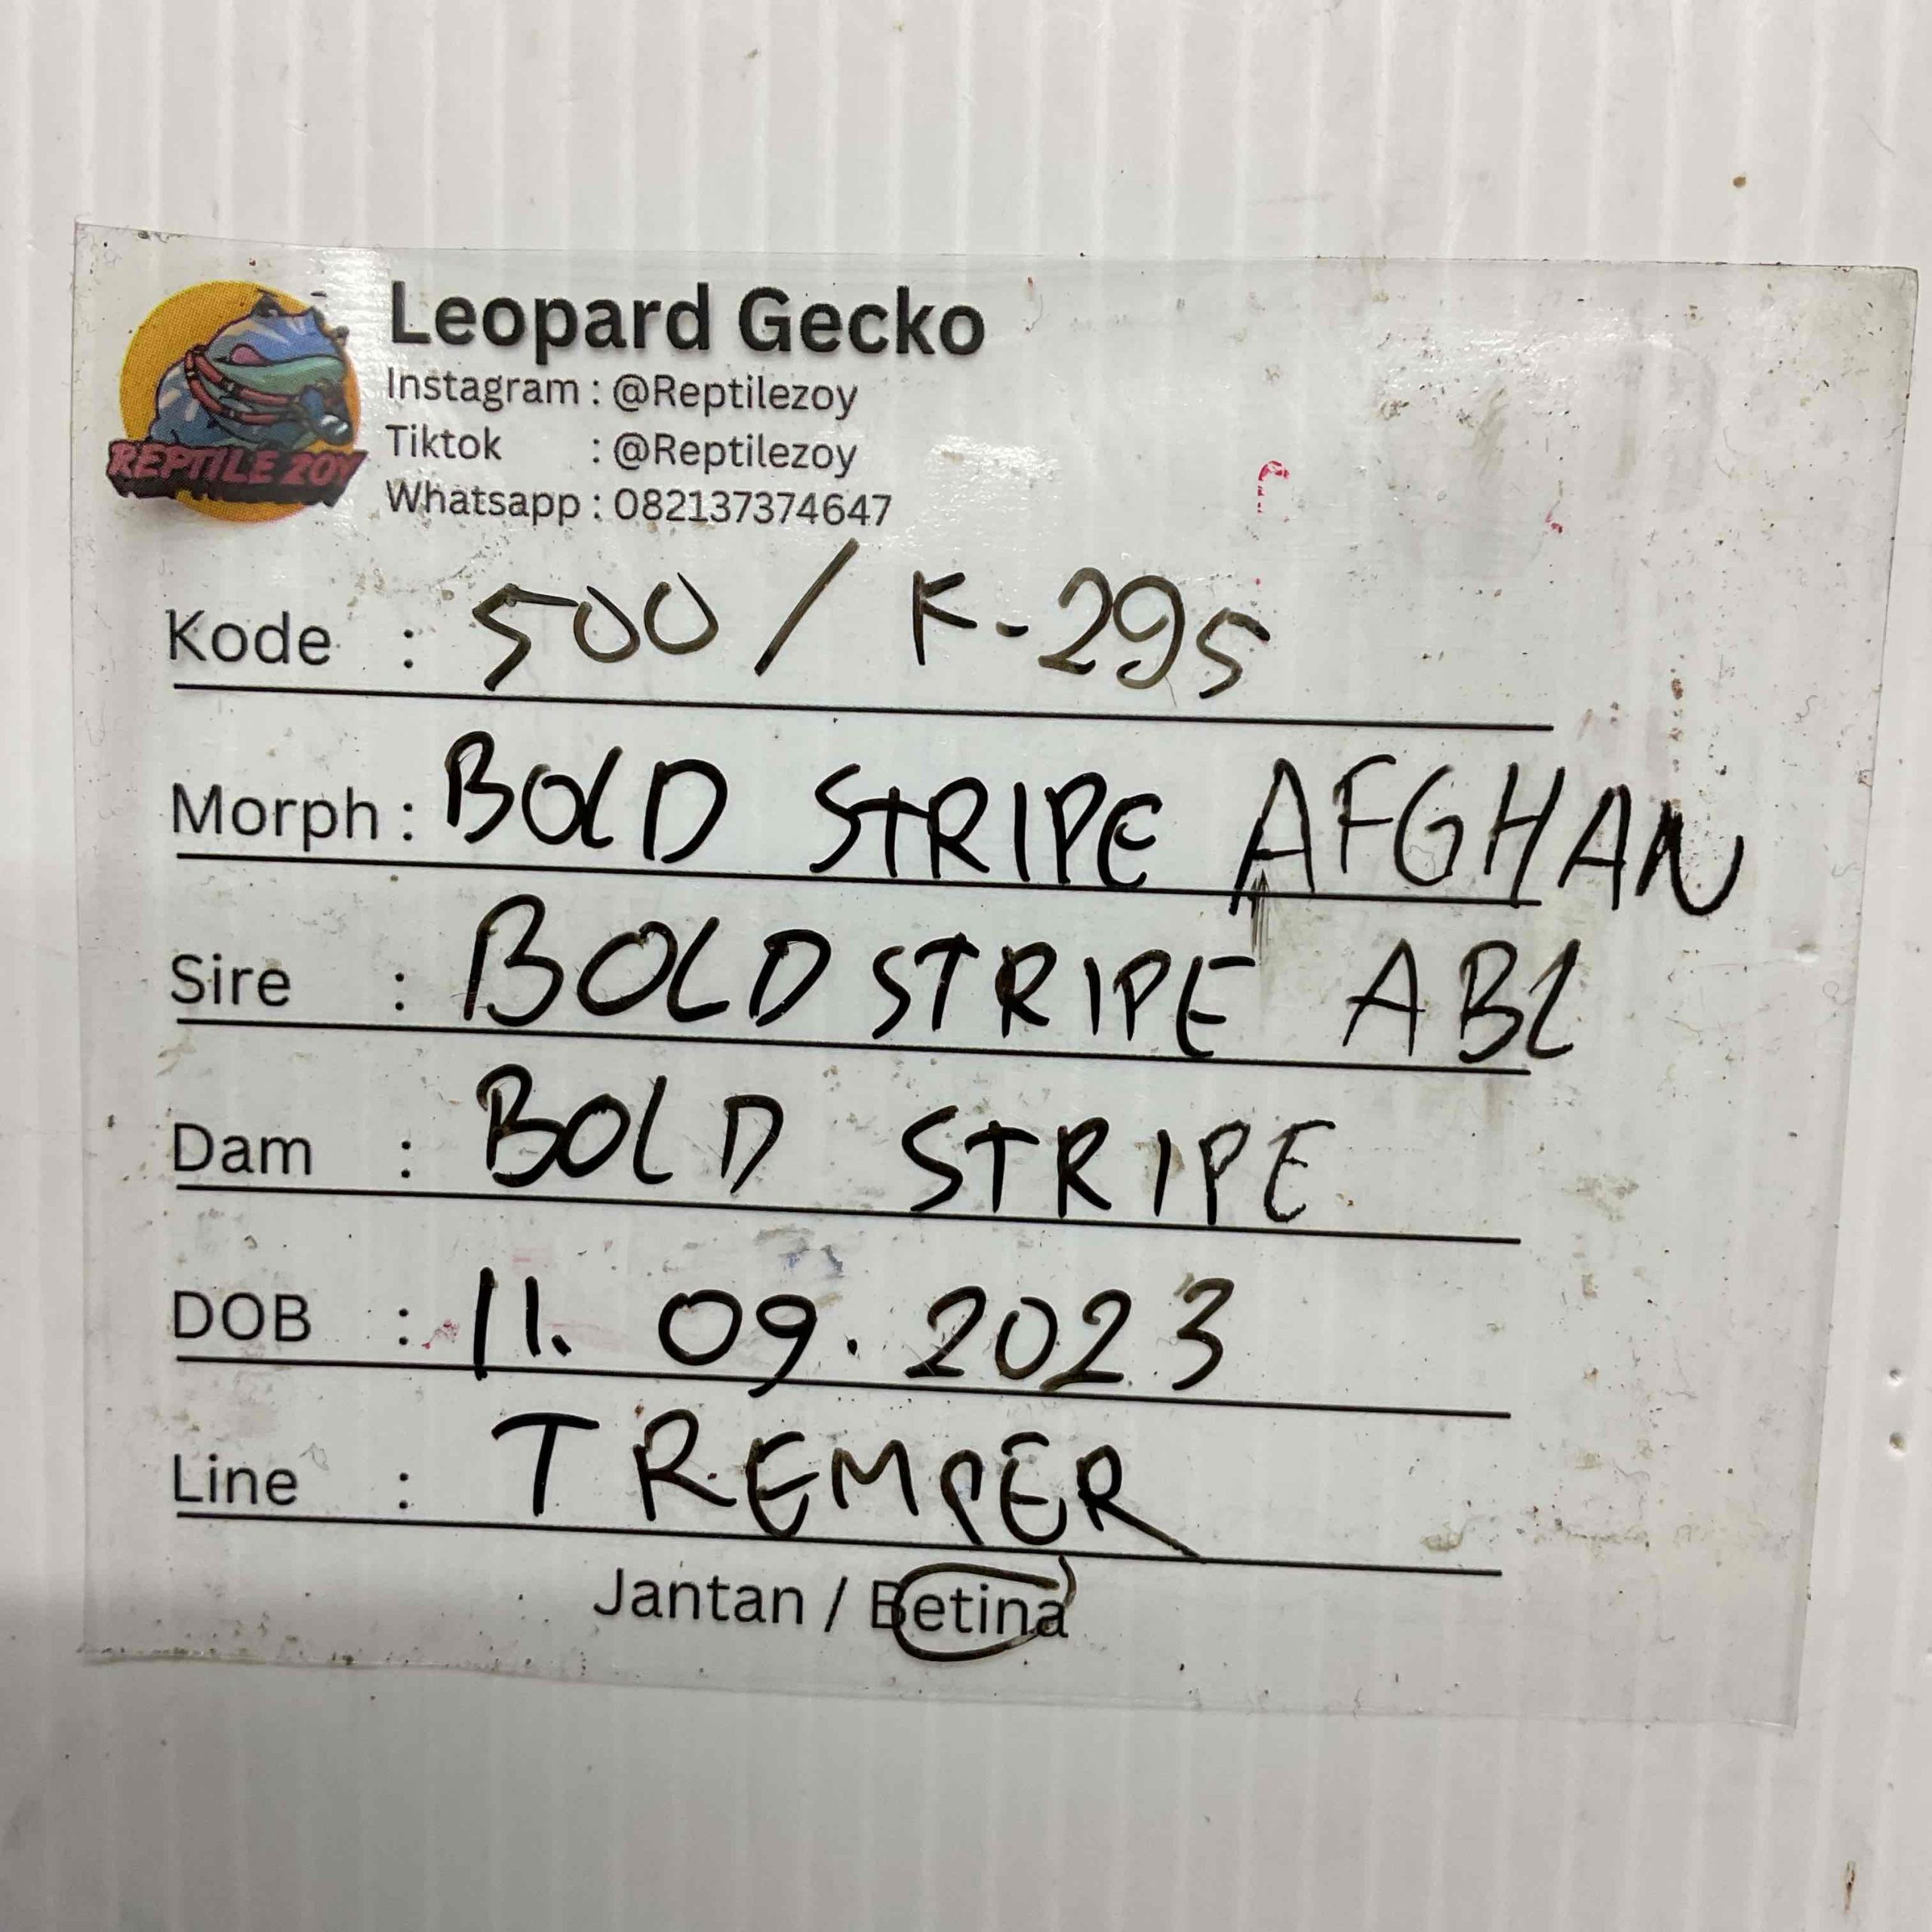 REPTILE ZOY
Leopard Gecko
Instagram : @Reptilezoy
Tiktok : @Reptilezoy
Whatsapp : 082137374647
Kode : 500 / K-295
Morph : BOLD STRIPE AFGHAN
Sire : BOLD STRIPE ABL
Dam : BOLD STRIPE
DOB : 11. 09. 2023
Line : TREMPER
Jantan / Betina